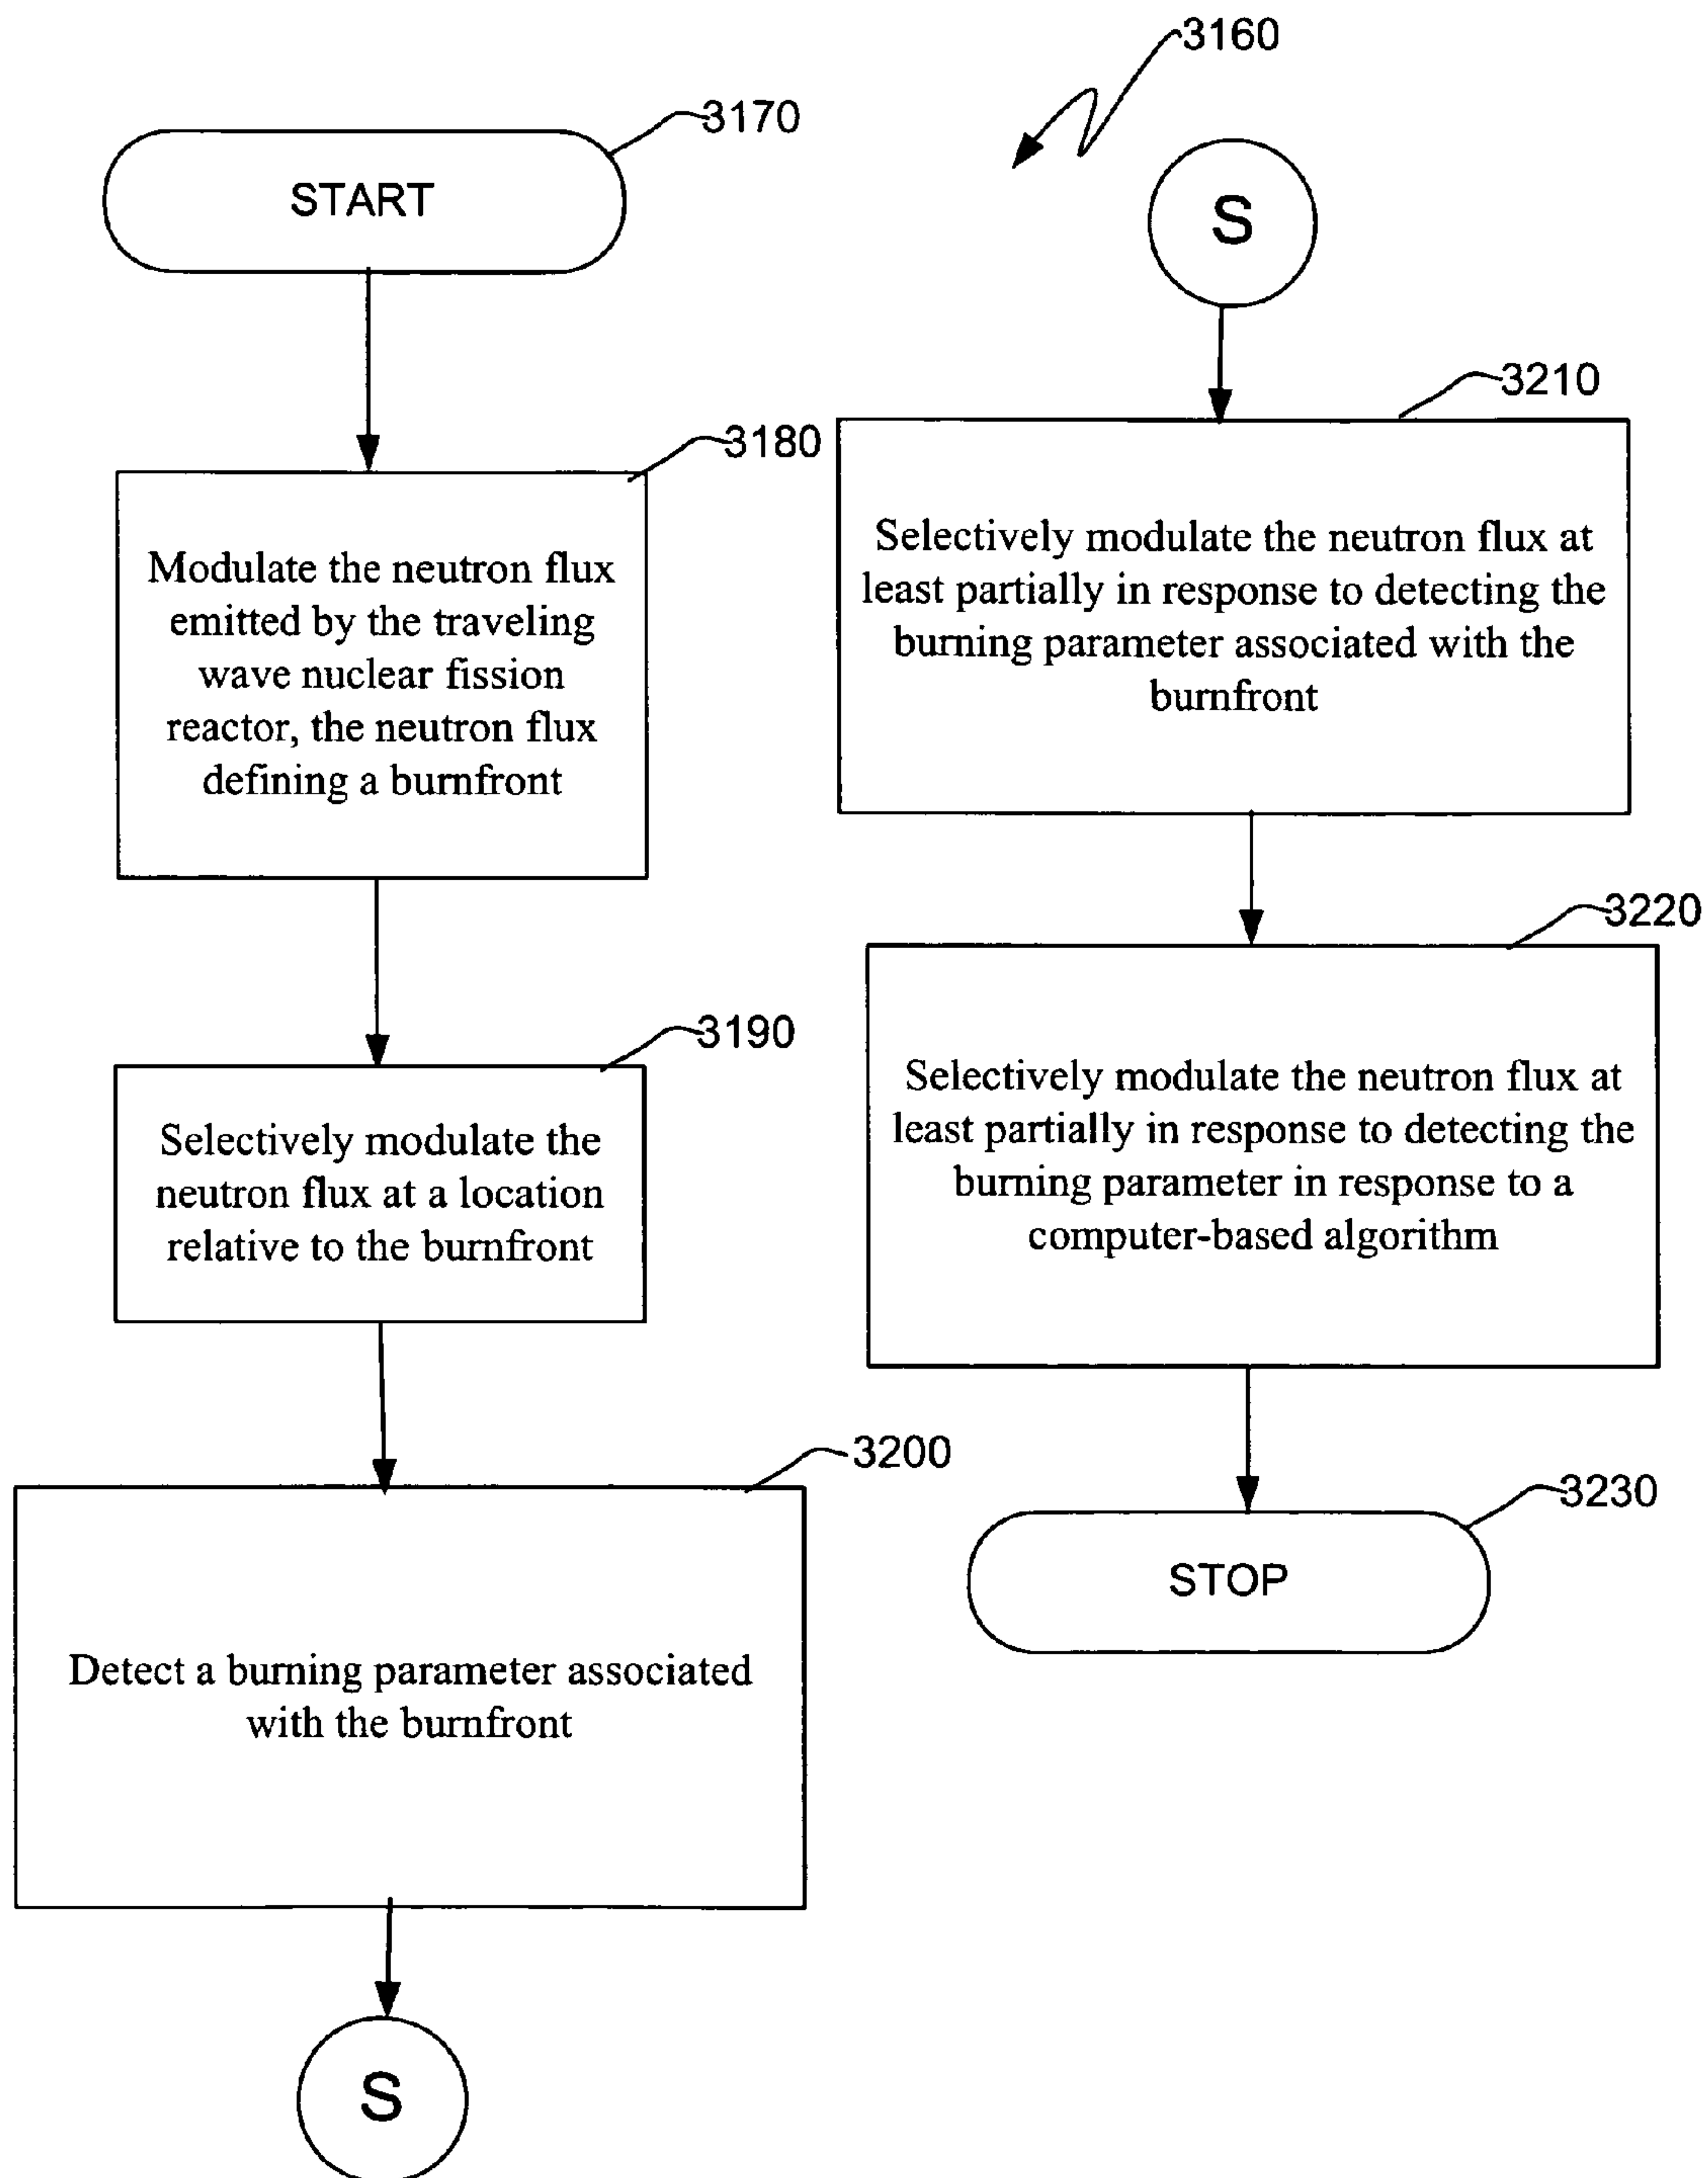 3170
START
3180
Modulate the neutron flux
emitted by the traveling
wave nuclear fission
reactor, the neutron flux
defining a burnfront
3190
Selectively modulate the
neutron flux at a location
relative to the burnfront
3200
Detect a burning parameter associated
with the burnfront
S
3160
S
3210
Selectively modulate the neutron flux at
least partially in response to detecting the
burning parameter associated with the
burnfront
3220
Selectively modulate the neutron flux at
least partially in response to detecting the
burning parameter in response to a
computer-based algorithm
3230
STOP